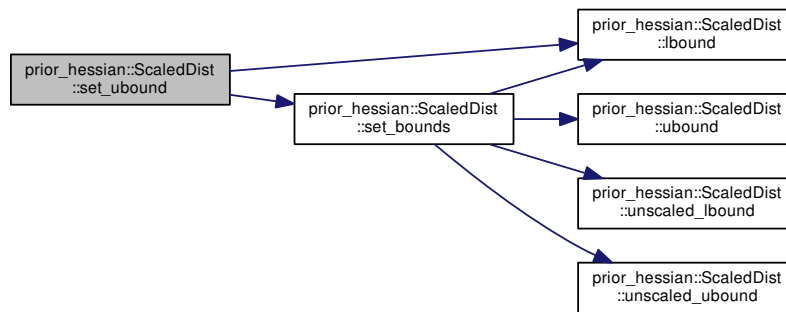 prior_hessian::ScaledDist
::set_ubound
prior_hessian::ScaledDist
::set_bounds
prior_hessian::ScaledDist
::lbound
prior_hessian::ScaledDist
::ubound
prior_hessian::ScaledDist
::unscaled_lbound
prior_hessian::ScaledDist
::unscaled_ubound